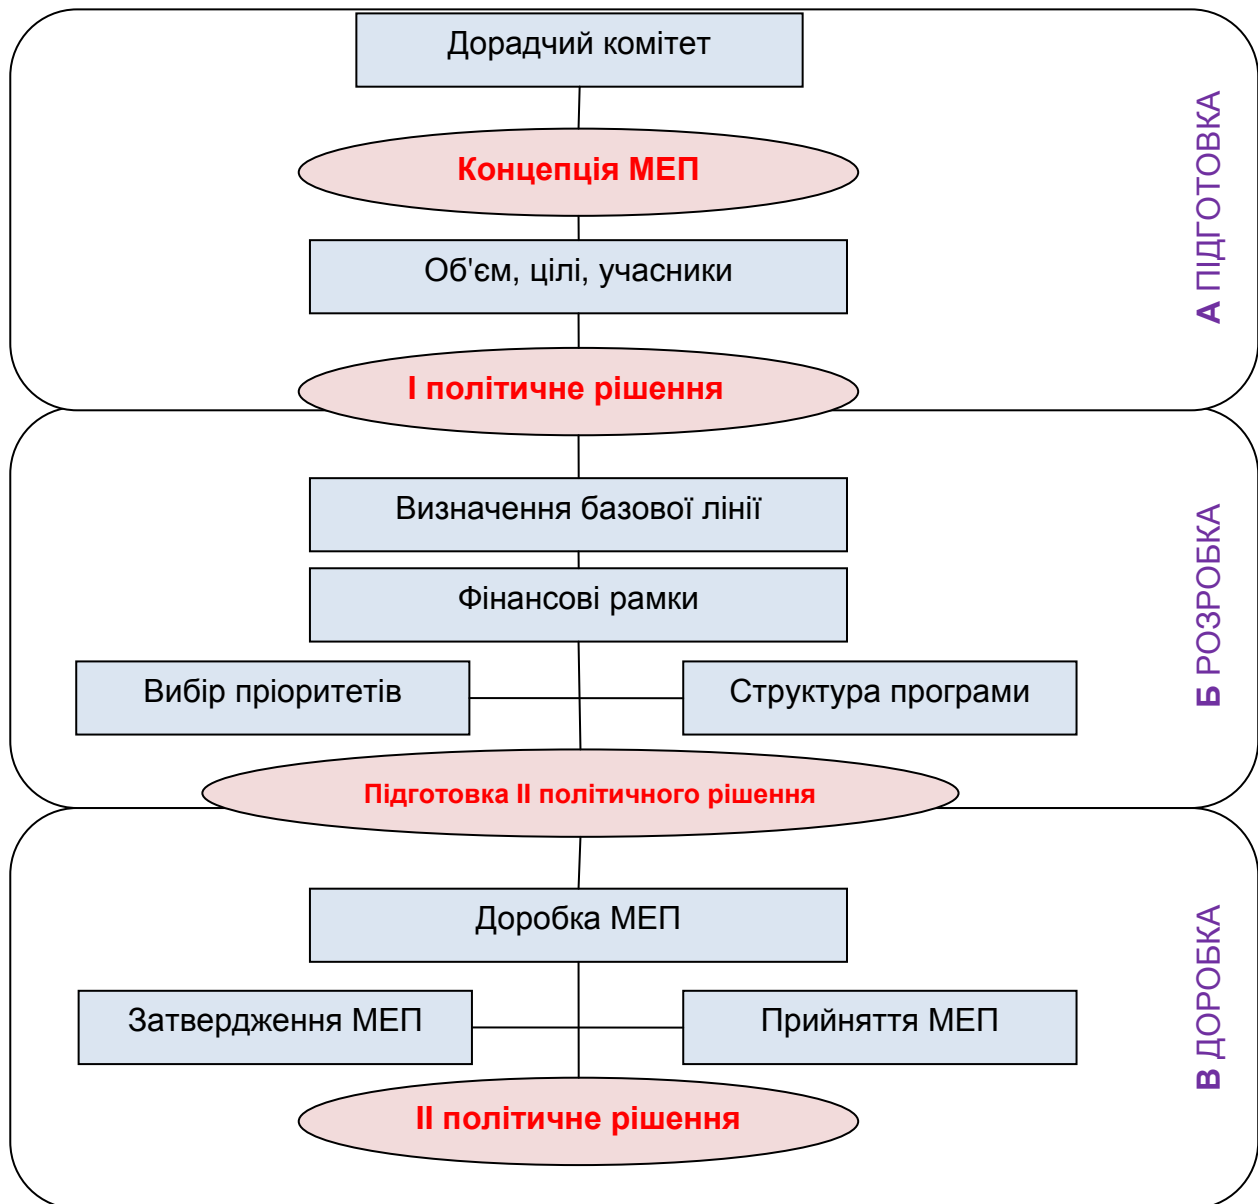 Дорадчий комітет
Концепція МЕП
Об'єм, цілі, учасники
І політичне рішення
А ПІДГОТОВКА
Визначення базової лінії
Фінансові рамки
Вибір пріоритетів
Структура програми
Підготовка ІІ політичного рішення
Б РОЗРОБКА
Доробка МЕП
Затвердження МЕП
Прийняття МЕП
ІІ політичне рішення
В ДОРОБКА